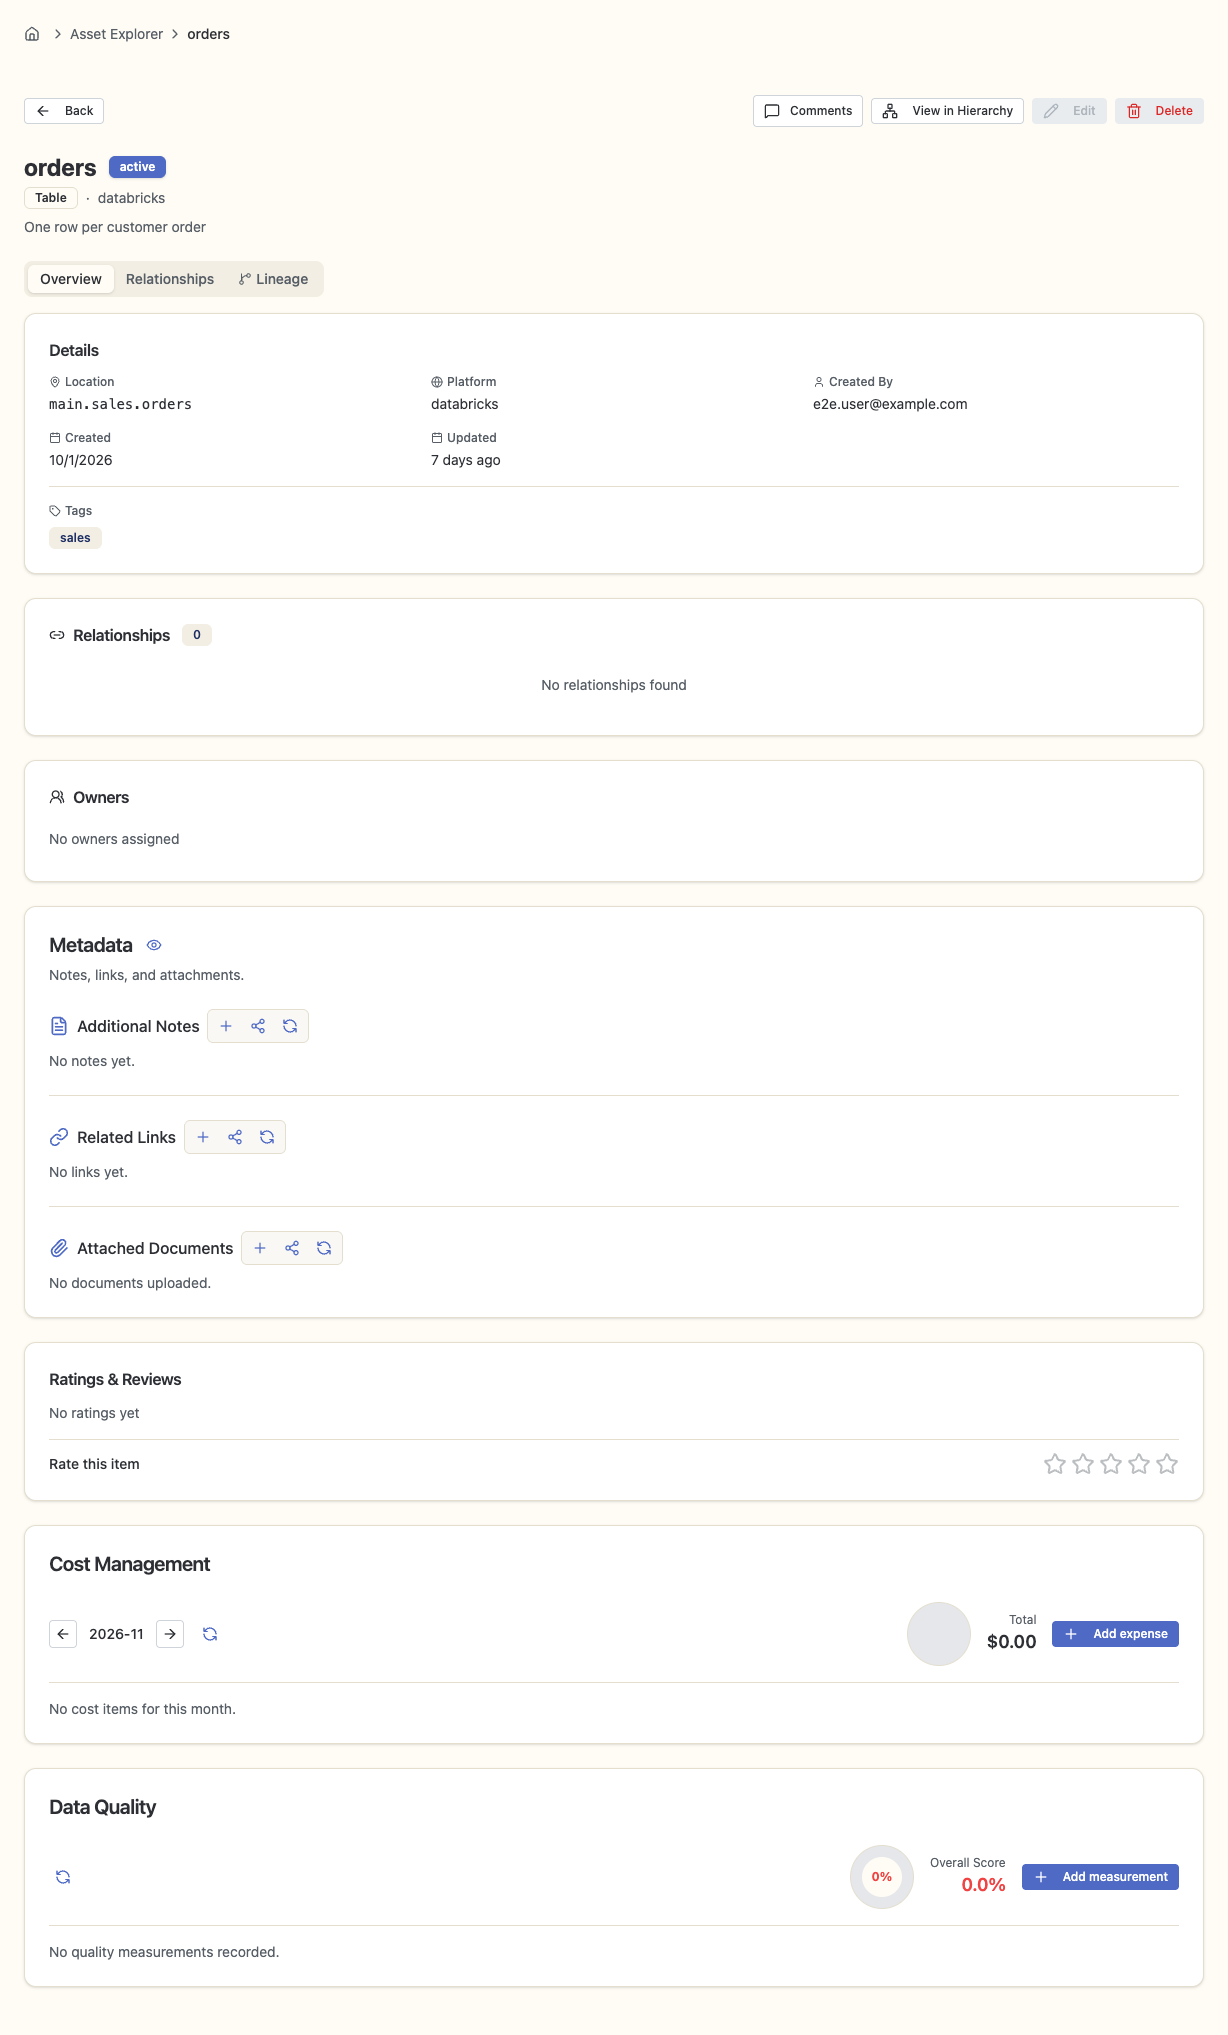 Asset Explorer
orders
Back
Comments
View in Hierarchy
Edit
Delete
orders
active
Table · databricks
One row per customer order
Overview
Relationships
Lineage
Details
Location
Platform
Created By
main.sales.orders
databricks
e2e.user@example.com
Created
Updated
10/1/2026
7 days ago
Tags
sales
Relationships 0
No relationships found
Owners
No owners assigned
Metadata
Notes, links, and attachments.
Additional Notes
No notes yet.
Related Links
No links yet.
Attached Documents
No documents uploaded.
Ratings & Reviews
No ratings yet
Rate this item
Cost Management
2026-11
Total
$0.00
Add expense
No cost items for this month.
Data Quality
0%
Overall Score
0.0%
Add measurement
No quality measurements recorded.